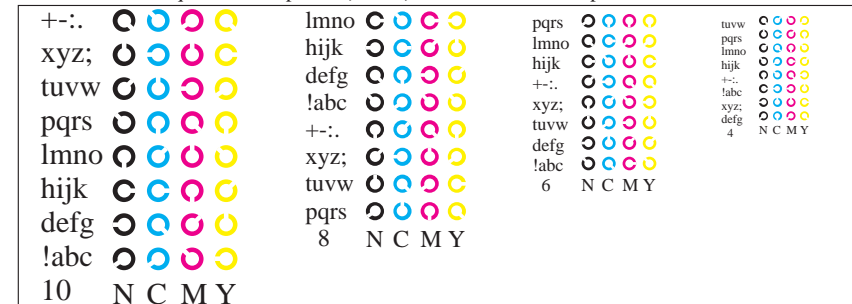 +-:.
xyz;
tuvw
pqrs
lmno
hijk
defg
!abc
10 N C M Y
lmno
hijk
defg
!abc
+-:.
xyz;
tuvw
pqrs
8 N C M Y
pqrs
lmno
hijk
+-:.
xyz;
tuvw
defg
!abc
6 N C M Y
tuvw
pqrs
lmno
hijk
+-:.
!abc
xyz;
defg
4 N C M Y